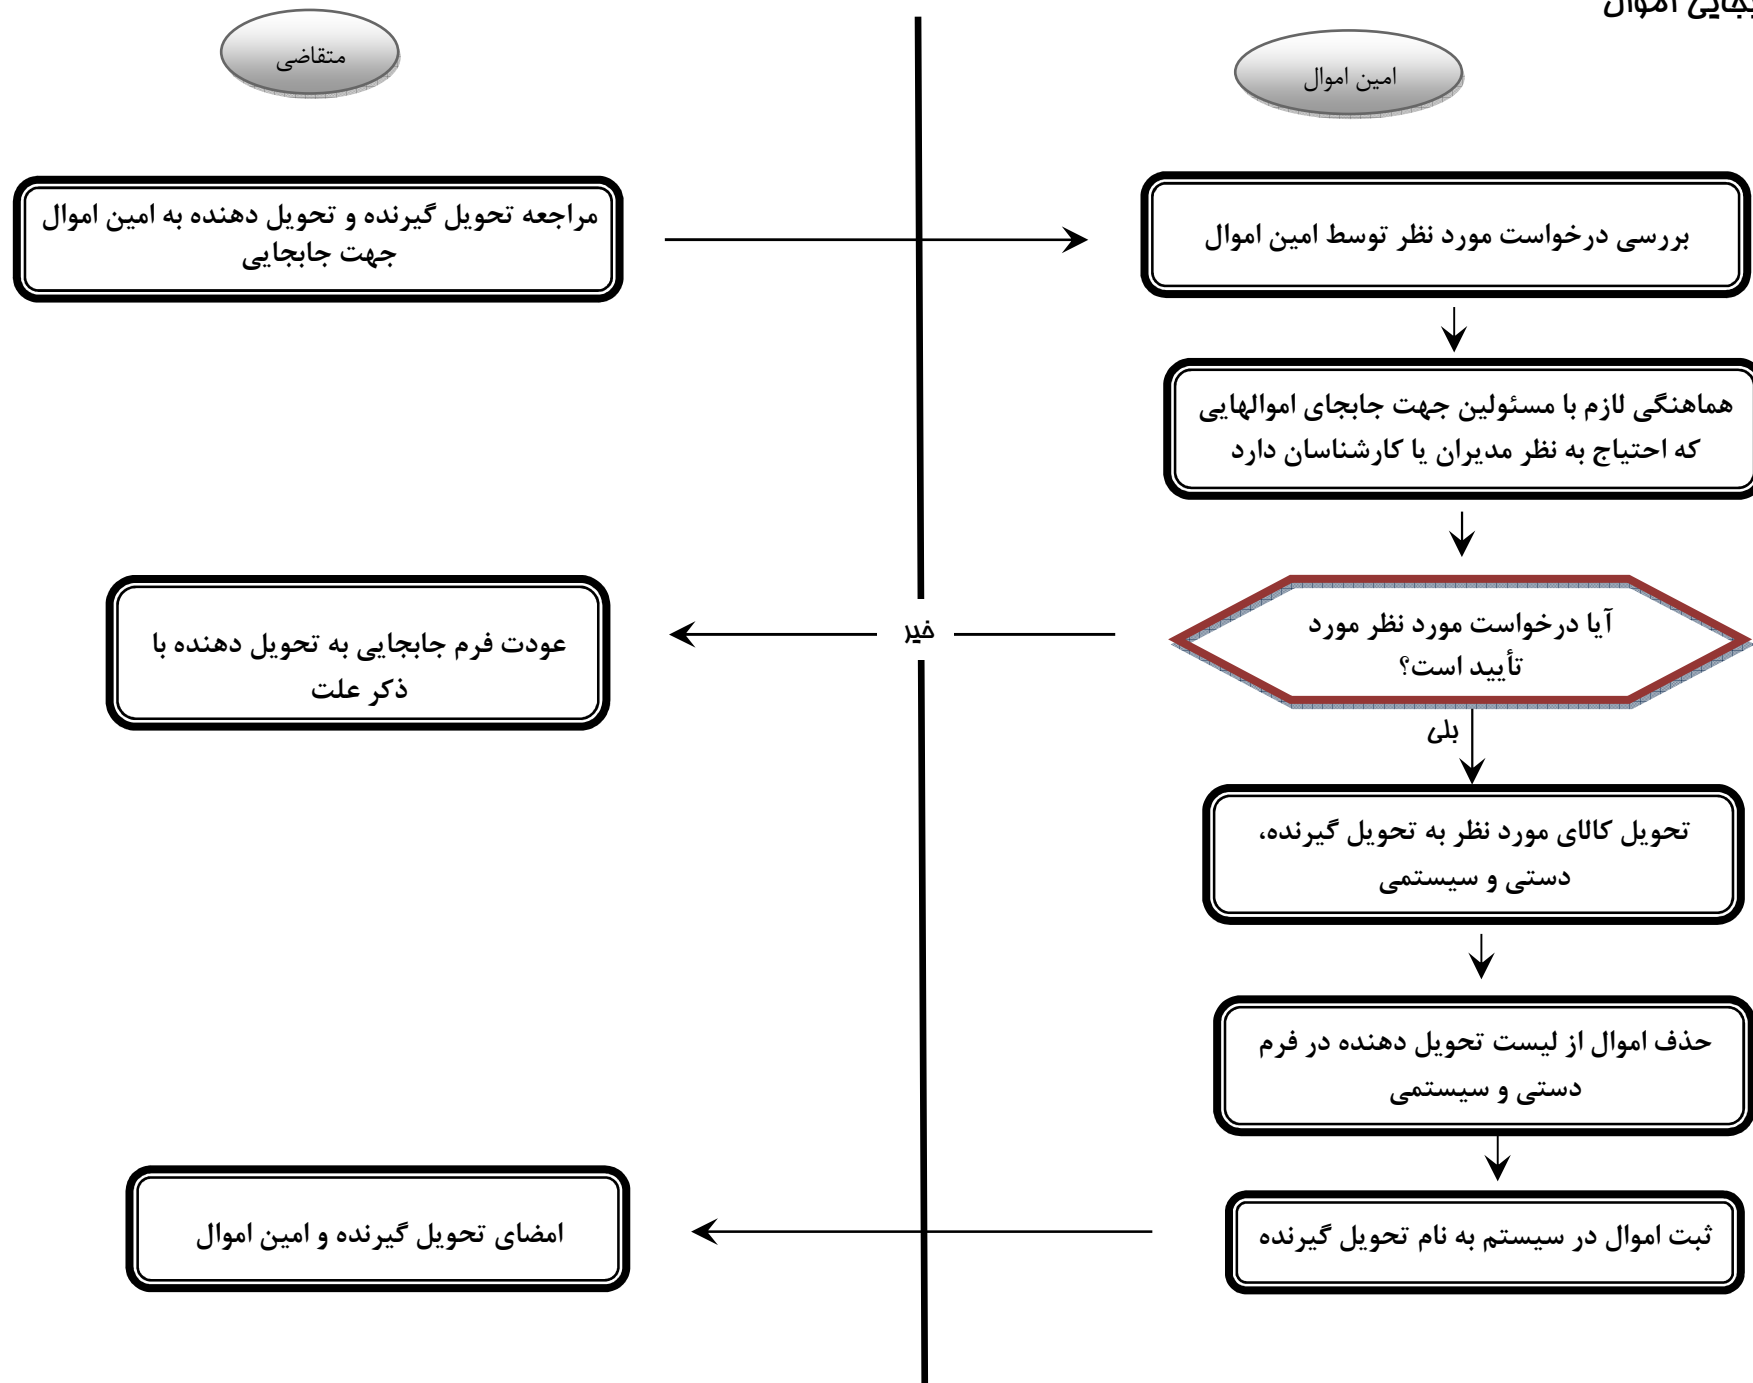 اموال
امین اموال
متقاضی
بررسی درخواست مورد نظر توسط امین اموال
مراجعه تحویل گیرنده و تحویل دهنده به امین اموال
جهت جابجایی
هماهنگی لازم با مسئولین جهت جابجای اموالهایی
که احتیاج به نظر مدیران یا کارشناسان دارد
آیا درخواست مورد نظر مورد
تأیید است؟
خیر
عودت فرم جابجایی به تحویل دهنده با
ذکر علت
بلی
تحویل کالای مورد نظر به تحویل گیرنده،
دستی و سیستمی
حذف اموال از لیست تحویل دهنده در فرم
دستی و سیستمی
ثبت اموال در سیستم به نام تحویل گیرنده
امضای تحویل گیرنده و امین اموال